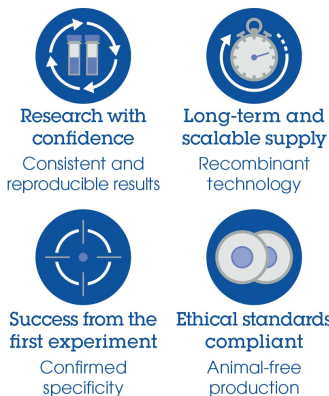 Research with
confidence
Consistent and
reproducible results
Long-term and
scalable supply
Recombinant
technology
Success from the
first experiment
Confirmed
specificity
Ethical standards
compliant
Animal-free
production